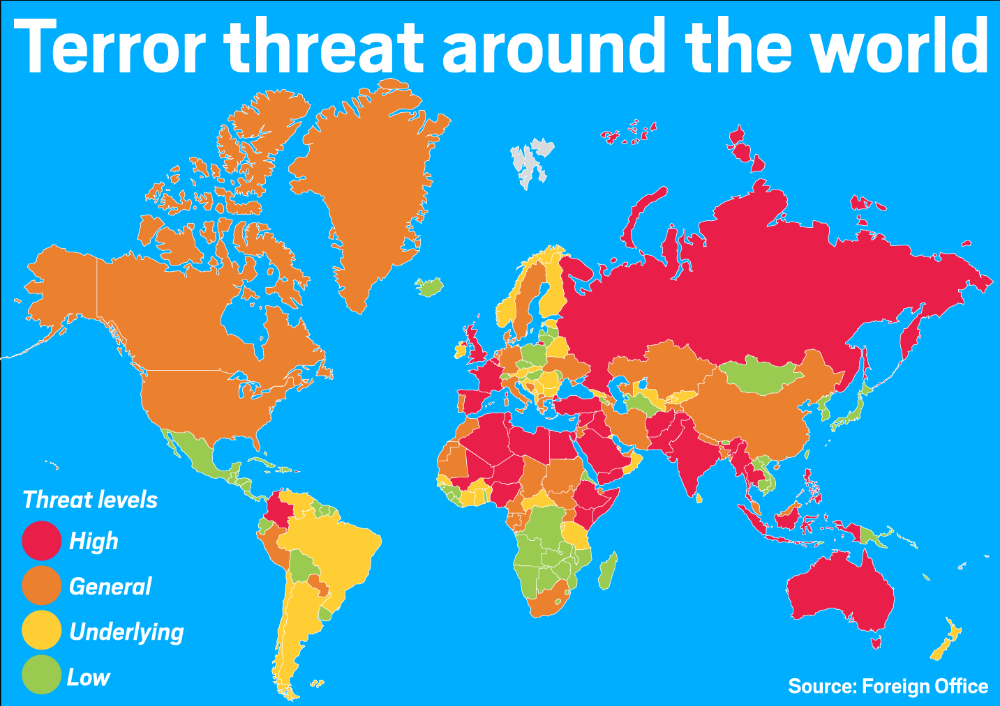 Terror threat around the world
Threat levels
High
General
Underlying
Low
Source: Foreign Office